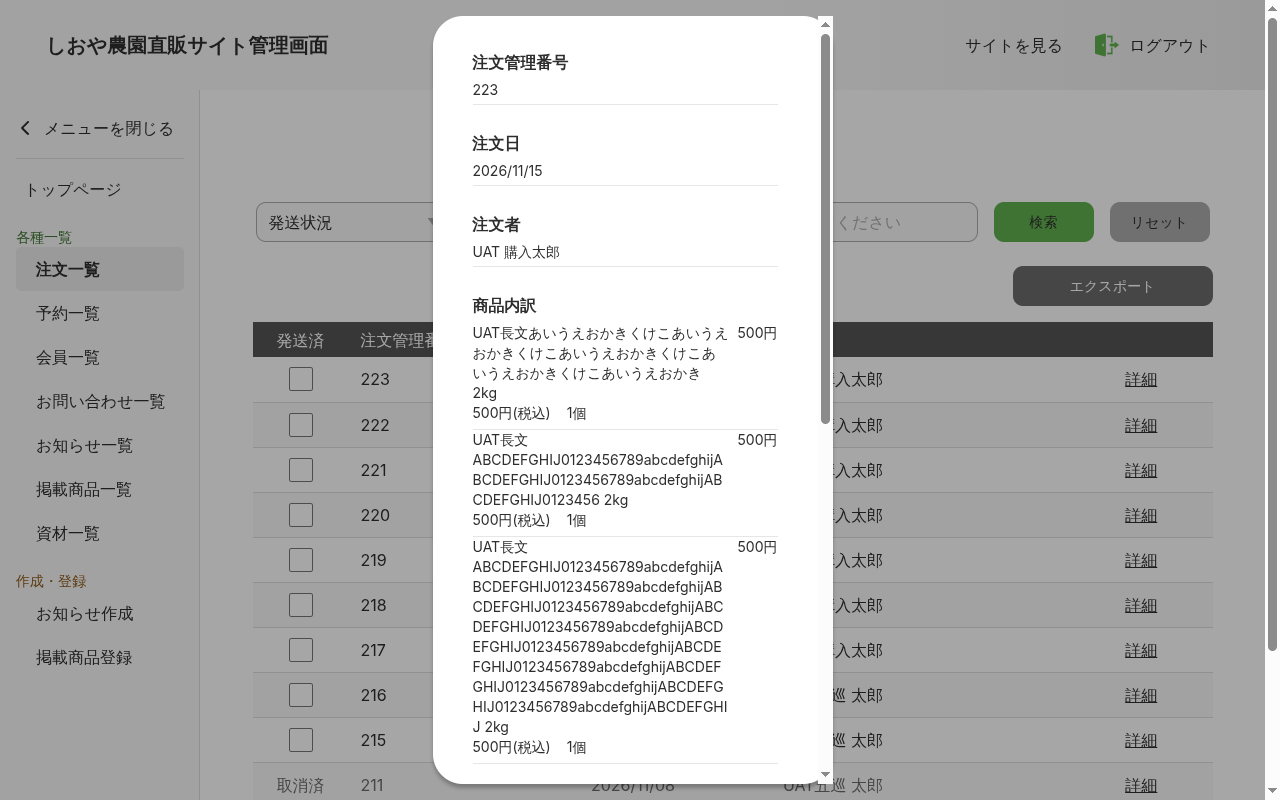 しおや農園直販サイト管理画面
サイトを見る
ログアウト
メニューを閉じる
トップページ
各種一覧
注文一覧
予約一覧
会員一覧
お問い合わせ一覧
お知らせ一覧
掲載商品一覧
資材一覧
作成・登録
お知らせ作成
掲載商品登録
発送状況
ください
検索
リセット
エクスポート
発送済 注文管理番
223 入太郎 詳細
222 入太郎 詳細
221 入太郎 詳細
220 入太郎 詳細
219 入太郎 詳細
218 入太郎 詳細
217 入太郎 詳細
216 巡 太郎 詳細
215 巡 太郎 詳細
取消済 211 2026/11/08 UAT五巡 太郎 詳細
注文管理番号
223
注文日
2026/11/15
注文者
UAT 購入太郎
商品内訳
UAT長文あいうえおかきくけこあいうえ 500円
おかきくけこあいうえおかきくけこあ
いうえおかきくけこあいうえおかき
2kg
500円(税込) 1個
UAT長文 500円
ABCDEFGHIJ0123456789abcdefghijA
BCDEFGHIJ0123456789abcdefghijAB
CDEFGHIJ0123456 2kg
500円(税込) 1個
UAT長文 500円
ABCDEFGHIJ0123456789abcdefghijA
BCDEFGHIJ0123456789abcdefghijAB
CDEFGHIJ0123456789abcdefghijABC
DEFGHIJ0123456789abcdefghijABCD
EFGHIJ0123456789abcdefghijABCDE
FGHIJ0123456789abcdefghijABCDEF
GHIJ0123456789abcdefghijABCDEFG
HIJ0123456789abcdefghijABCDEFGHI
J 2kg
500円(税込) 1個